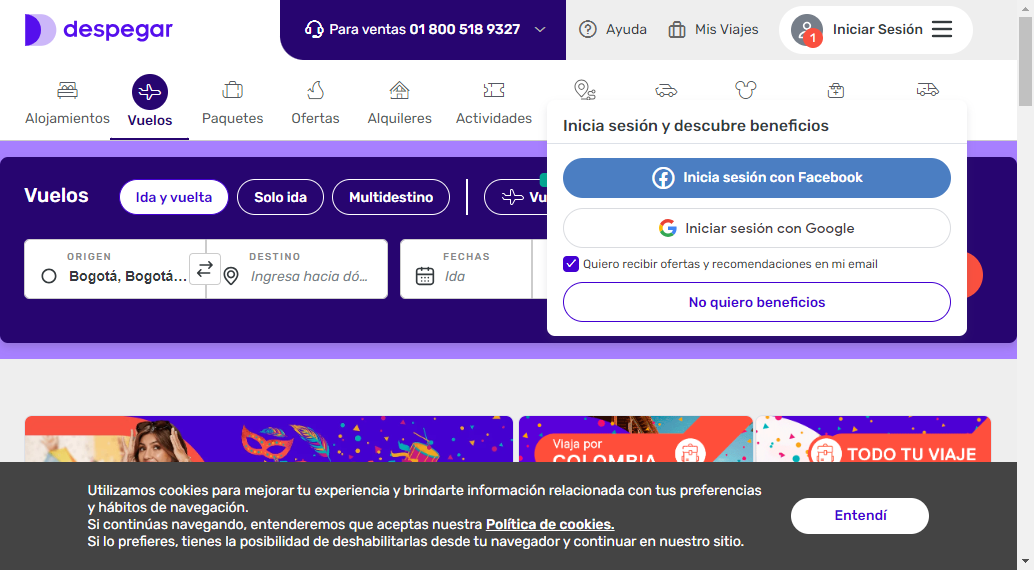 despegar
Para ventas 01 800 518 9327
Ayuda
Mis Viajes
1
Iniciar Sesión
Alojamientos
Vuelos
Paquetes
Ofertas
Alquileres
Actividades
Inicia sesión y descubre beneficios
Inicia sesión con Facebook
Iniciar sesión con Google
Quiero recibir ofertas y recomendaciones en mi email
No quiero beneficios
Vuelos
Ida y vuelta
Solo ida
Multidestino
Vu
ORIGEN
Bogotá, Bogotá...
DESTINO
Ingresa hacia dó...
FECHAS
Ida
Viaja por
COLOMBIA
TODO TU VIAJE
Utilizamos cookies para mejorar tu experiencia y brindarte información relacionada con tus preferencias
y hábitos de navegación.
Si continúas navegando, entenderemos que aceptas nuestra Política de cookies.
Si lo prefieres, tienes la posibilidad de deshabilitarlas desde tu navegador y continuar en nuestro sitio.
Entendí